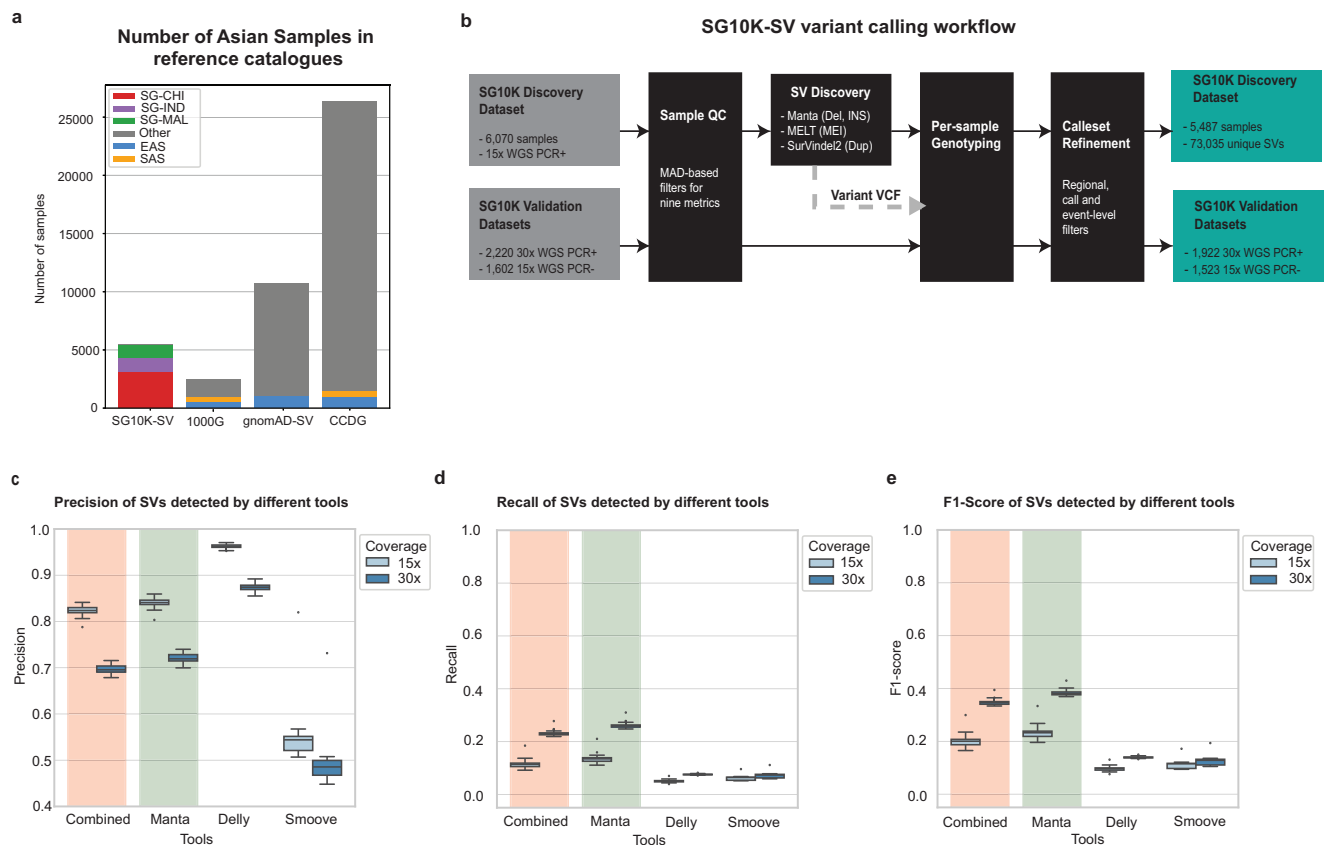 a
Number of Asian Samples in
reference catalogues
SG-CHI
SG-IND
SG-MAL
Other
EAS
SAS
Number of samples
25000
20000
15000
10000
5000
0
SG10K-SV
1000G
gnomAD-SV
CCDG
b
SG10K-SV variant calling workflow
SG10K Discovery
Dataset
- 6,070 samples
- 15x WGS PCR+
SG10K Validation
Datasets
- 2,220 30x WGS PCR+
- 1,602 15x WGS PCR-
Sample QC
MAD-based
filters for
nine metrics
SV Discovery
- Manta (Del, INS)
- MELT (MEI)
- SurVindel2 (Dup)
Variant VCF
Per-sample
Genotyping
Calleset
Refinement
Regional,
call and
event-level
filters
SG10K Discovery
Dataset
- 5,487 samples
- 73,035 unique SVs
SG10K Validation
Datasets
- 1,922 30x WGS PCR+
- 1,523 15x WGS PCR-
c
Precision of SVs detected by different tools
Precision
1.0
0.9
0.8
0.7
0.6
0.5
0.4
Combined
Manta
Delly
Smoove
Tools
Coverage
15x
30x
d
Recall of SVs detected by different tools
Recall
1.0
0.8
0.6
0.4
0.2
0.0
Combined
Manta
Delly
Smoove
Tools
Coverage
15x
30x
e
F1-Score of SVs detected by different tools
F1-score
1.0
0.8
0.6
0.4
0.2
0.0
Combined
Manta
Delly
Smoove
Tools
Coverage
15x
30x